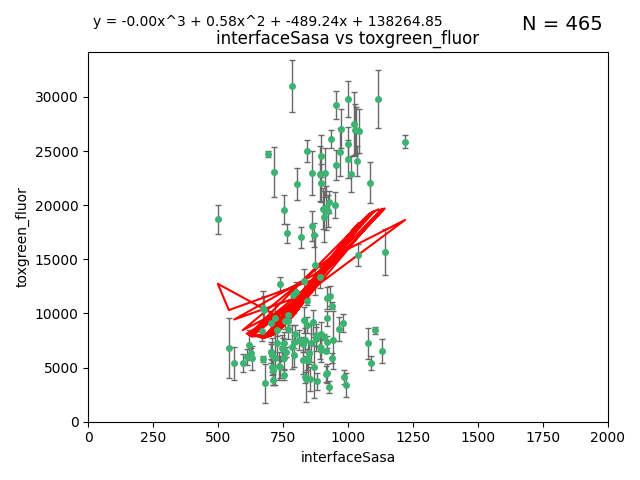 y = -0.00x^3 + 0.58x^2 + -489.24x + 138264.85
N = 465
interfaceSasa vs toxgreen_fluor
30000
25000
20000
15000
10000
5000
0
toxgreen_fluor
0 250 500 750 1000 1250 1500 1750 2000
interfaceSasa